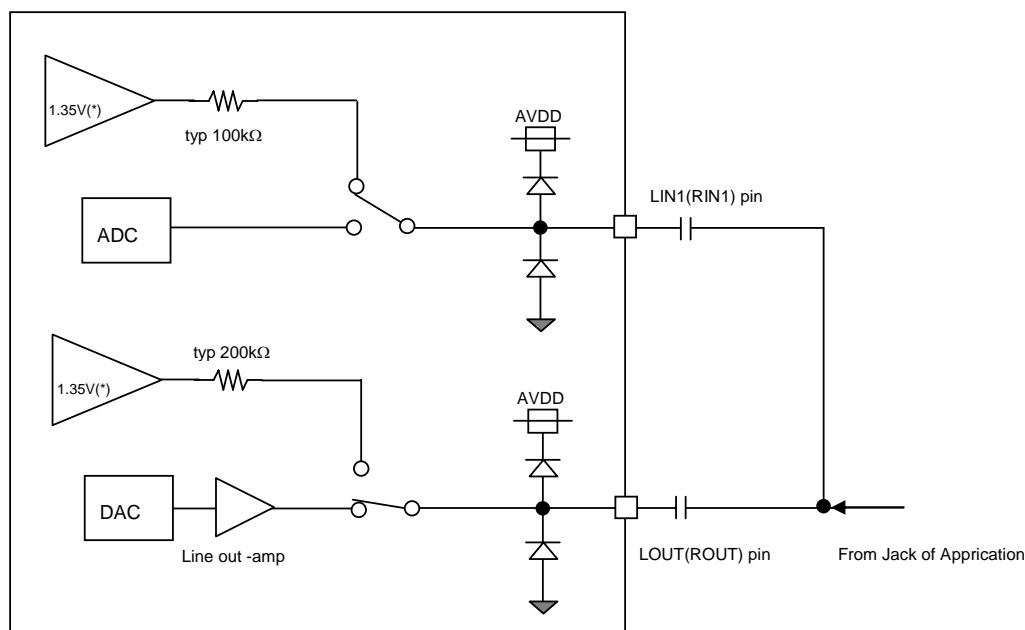 1.35V(*)
typ 100kΩ
AVDD
LIN1(RIN1) pin
ADC
typ 200kΩ
1.35V(*)
AVDD
DAC
Line out -amp
LOUT(ROUT) pin
From Jack of Apprication